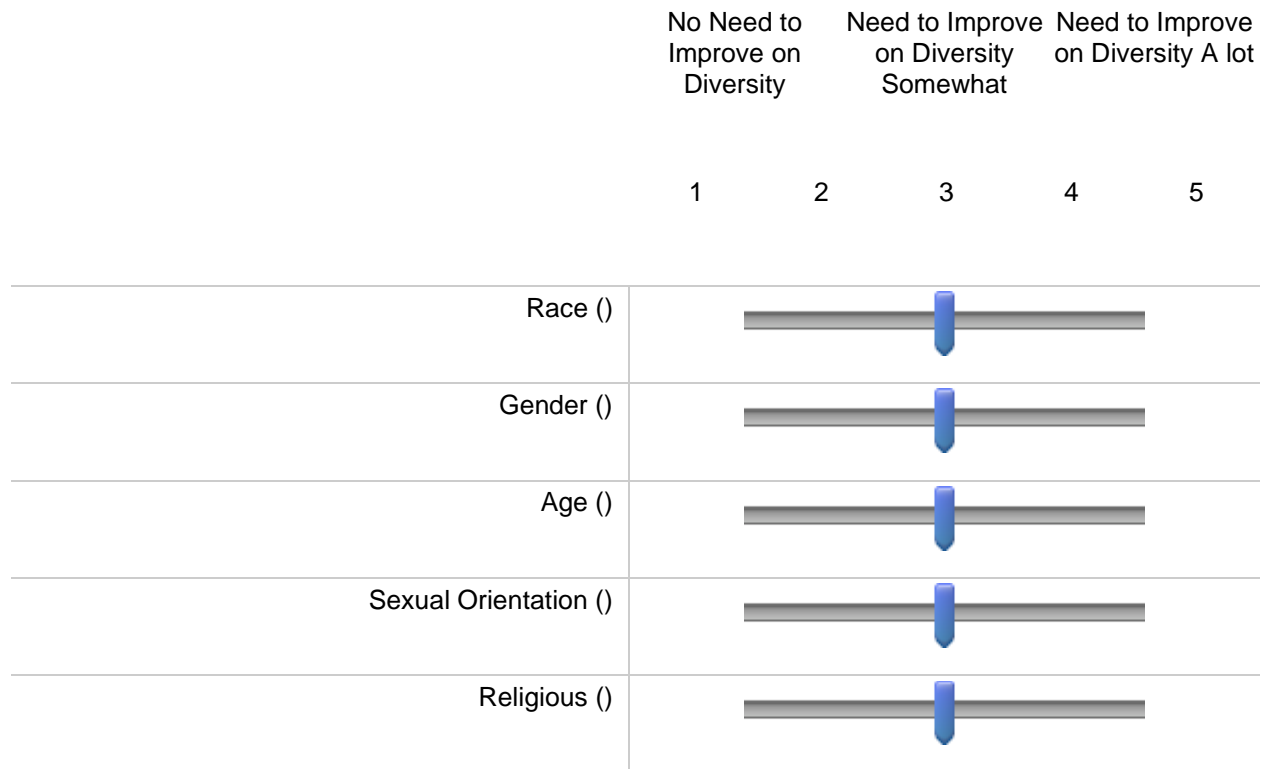 No Need to Improve on Diversity
Need to Improve on Diversity Somewhat
Need to Improve on Diversity A lot
1 2 3 4 5
Race ()
Gender ()
Age ()
Sexual Orientation ()
Religious ()